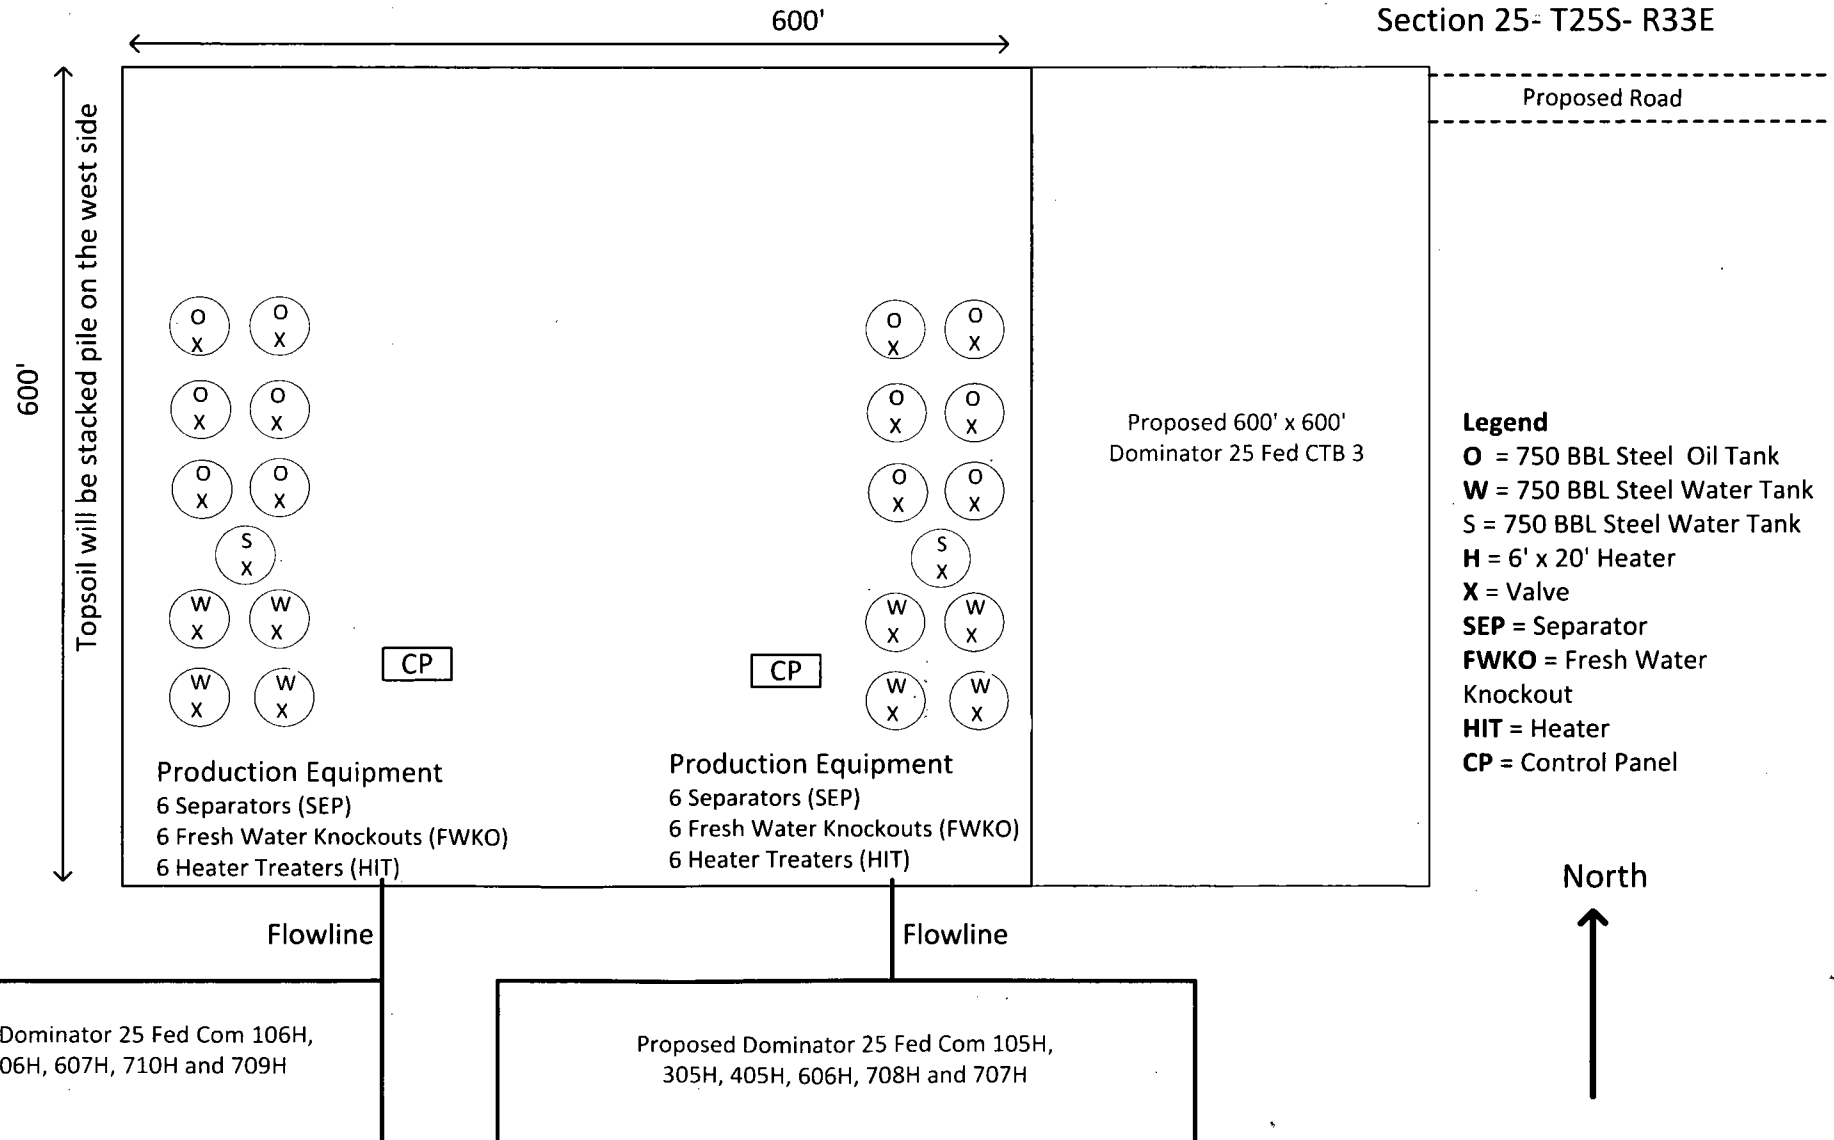 600'
Section 25- T25S- R33E
Proposed Road
600'
Topsoil will be stacked pile on the west side
O O O O
X X X X
O O O O
X X X X
O O O O
X X X X
S S
X X
W W W W
X X X X
CP CP
W W W W
X X X X
Proposed 600' x 600'
Dominator 25 Fed CTB 3
Legend
O = 750 BBL Steel Oil Tank
W = 750 BBL Steel Water Tank
S = 750 BBL Steel Water Tank
H = 6' x 20' Heater
X = Valve
SEP = Separator
FWKO = Fresh Water
Knockout
HIT = Heater
CP = Control Panel
Production Equipment
6 Separators (SEP)
6 Fresh Water Knockouts (FWKO)
6 Heater Treaters (HIT)
Production Equipment
6 Separators (SEP)
6 Fresh Water Knockouts (FWKO)
6 Heater Treaters (HIT)
North
Flowline
Flowline
Dominator 25 Fed Com 106H,
06H, 607H, 710H and 709H
Proposed Dominator 25 Fed Com 105H,
305H, 405H, 606H, 708H and 707H